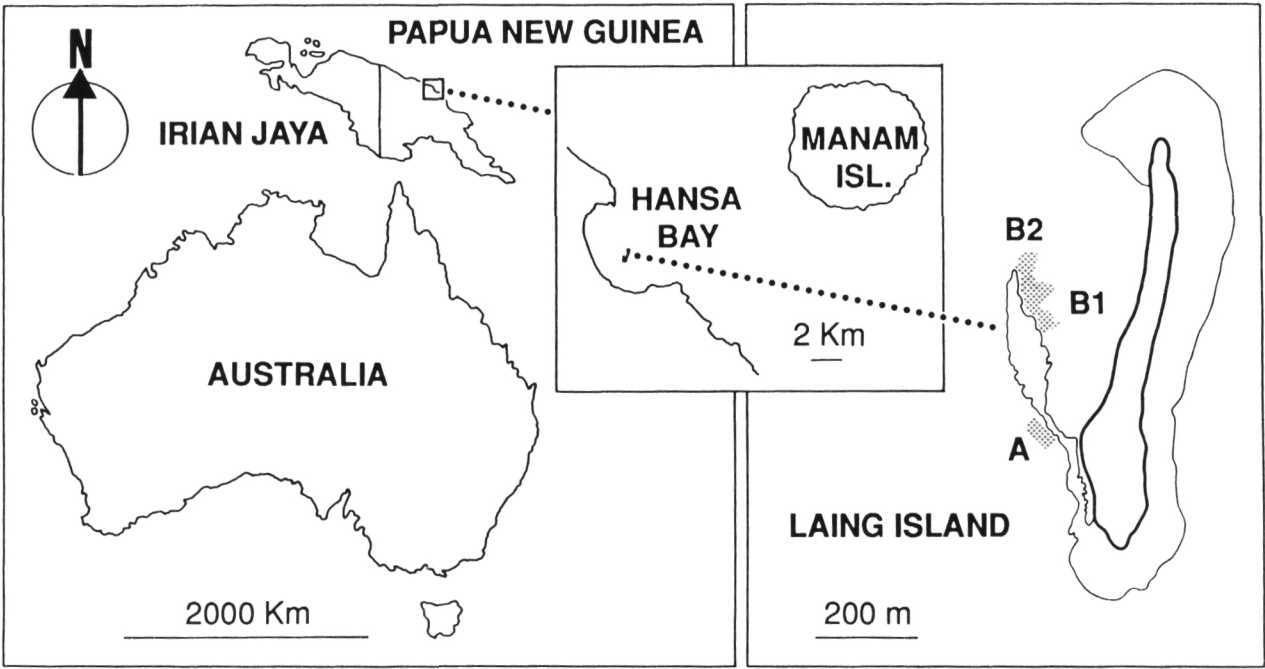 N
PAPUA NEW GUINEA
IRIAN JAYA
AUSTRALIA
2000 Km
MANAM
ISL.
HANSA
BAY
2 Km
B2
B1
A
LAING ISLAND
200 m